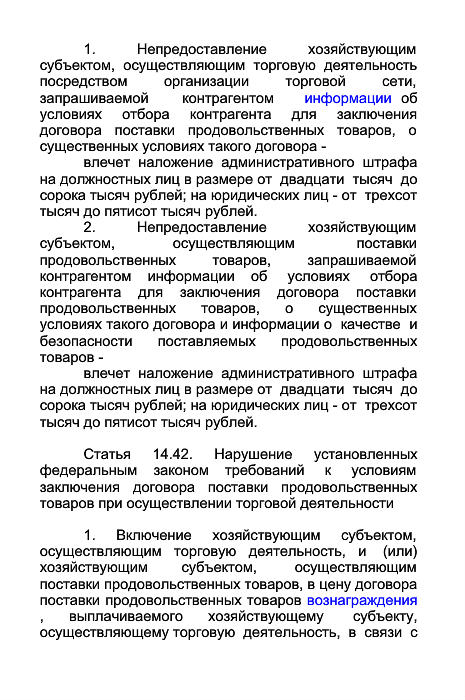 1. Непредоставление хозяйствующим
субъектом, осуществляющим торговую деятельность
посредством организации торговой сети,
запрашиваемой контрагентом информации об
условиях отбора контрагента для заключения
договора поставки продовольственных товаров, о
существенных условиях такого договора -
влечет наложение административного штрафа
на должностных лиц в размере от двадцати тысяч до
сорока тысяч рублей; на юридических лиц - от трехсот
тысяч до пятисот тысяч рублей.
2. Непредоставление хозяйствующим
субъектом, осуществляющим поставки
продовольственных товаров, запрашиваемой
контрагентом информации об условиях отбора
контрагента для заключения договора поставки
продовольственных товаров, о существенных
условиях такого договора и информации о качестве и
безопасности поставляемых продовольственных
товаров -
влечет наложение административного штрафа
на должностных лиц в размере от двадцати тысяч до
сорока тысяч рублей; на юридических лиц - от трехсот
тысяч до пятисот тысяч рублей.
Статья 14.42. Нарушение установленных
федеральным законом требований к условиям
заключения договора поставки продовольственных
товаров при осуществлении торговой деятельности
1. Включение хозяйствующим субъектом,
осуществляющим торговую деятельность, и (или)
хозяйствующим субъектом, осуществляющим
поставки продовольственных товаров, в цену договора
поставки продовольственных товаров вознаграждения
, выплачиваемого хозяйствующему субъекту,
осуществляющему торговую деятельность, в связи с